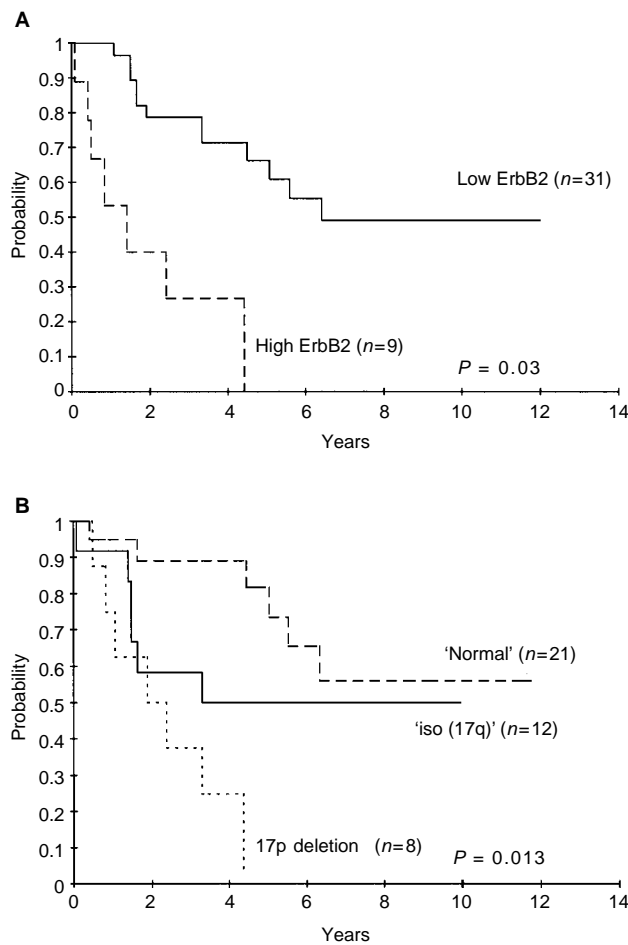 A
1
0.9
0.8
0.7
0.6
0.5
0.4
0.3
0.2
0.1
0
Probability
Low ErbB2 (n=31)
High ErbB2 (n=9)
P = 0.03
0 2 4 6 8 10 12 14
Years
B
1
0.9
0.8
0.7
0.6
0.5
0.4
0.3
0.2
0.1
0
Probability
‘Normal’ (n=21)
‘iso (17q)’ (n=12)
17p deletion (n=8)
P = 0.013
0 2 4 6 8 10 12 14
Years